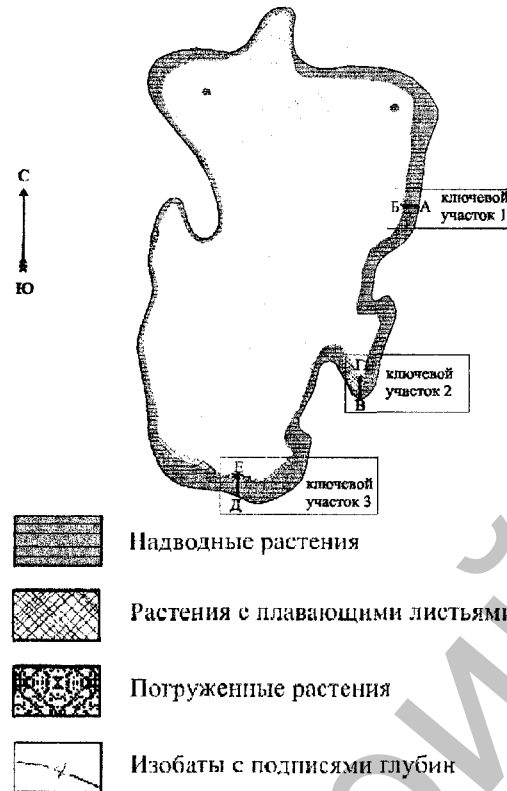 С
Ю
Б А
ключевой
участок 1
Г
В
ключевой
участок 2
Е
Д
ключевой
участок 3
Надводные растения
Растения с плавающими листьями
Погруженные растения
Изобаты с подписями глубин